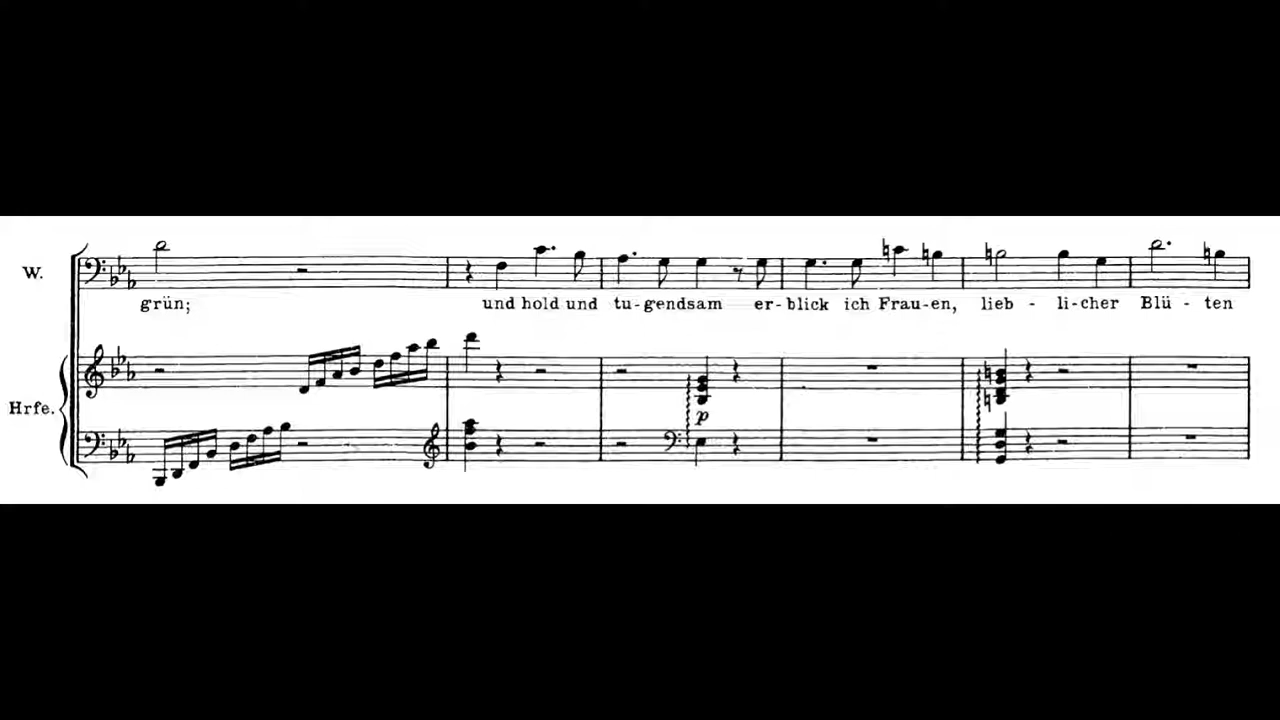 W.
grün; und hold und tu-gendsam er-blick ich Frau-en, lieb - li-cher Blü - ten
Hrfe.
p